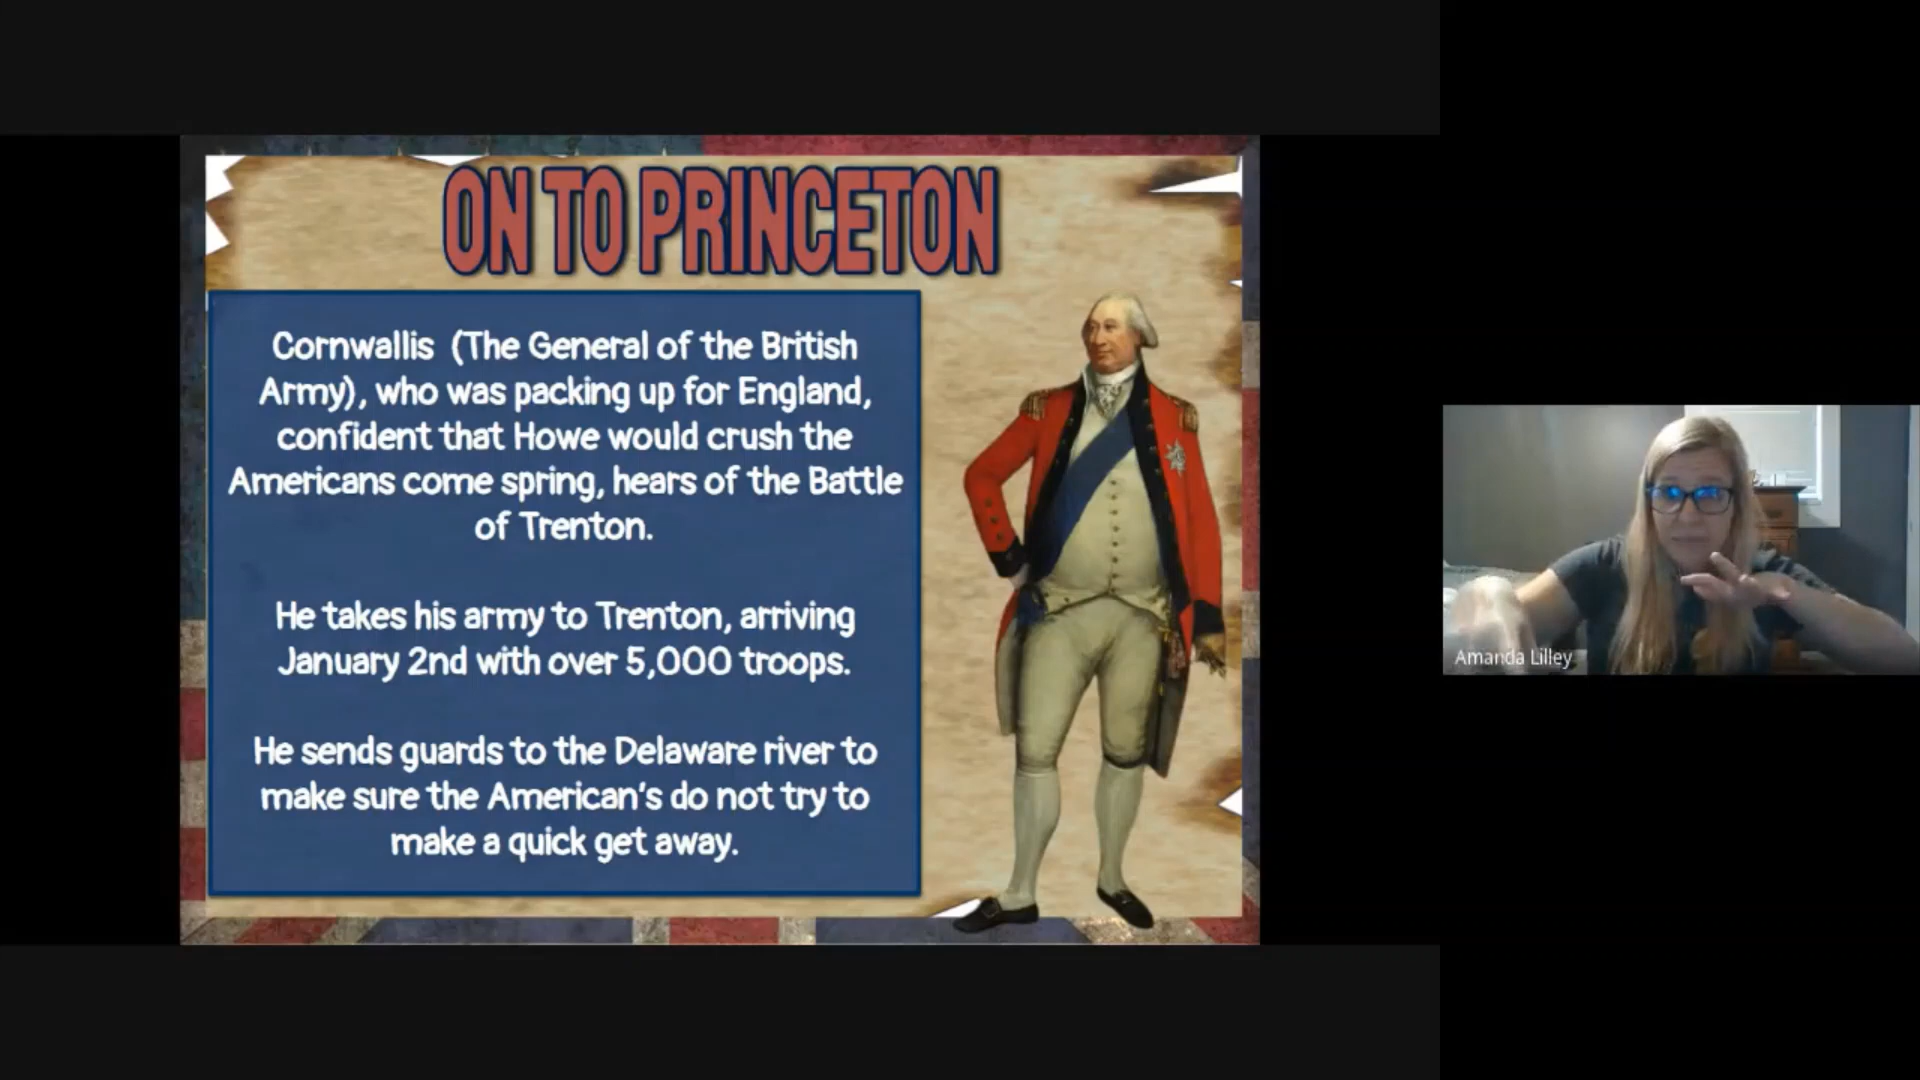 ON TO PRINCETON
Cornwallis (The General of the British
Army), who was packing up for England,
confident that Howe would crush the
Americans come spring, hears of the Battle
of Trenton.
He takes his army to Trenton, arriving
January 2nd with over 5,000 troops.
He sends guards to the Delaware river to
make sure the American's do not try to
make a quick get away.
Amanda Lilley